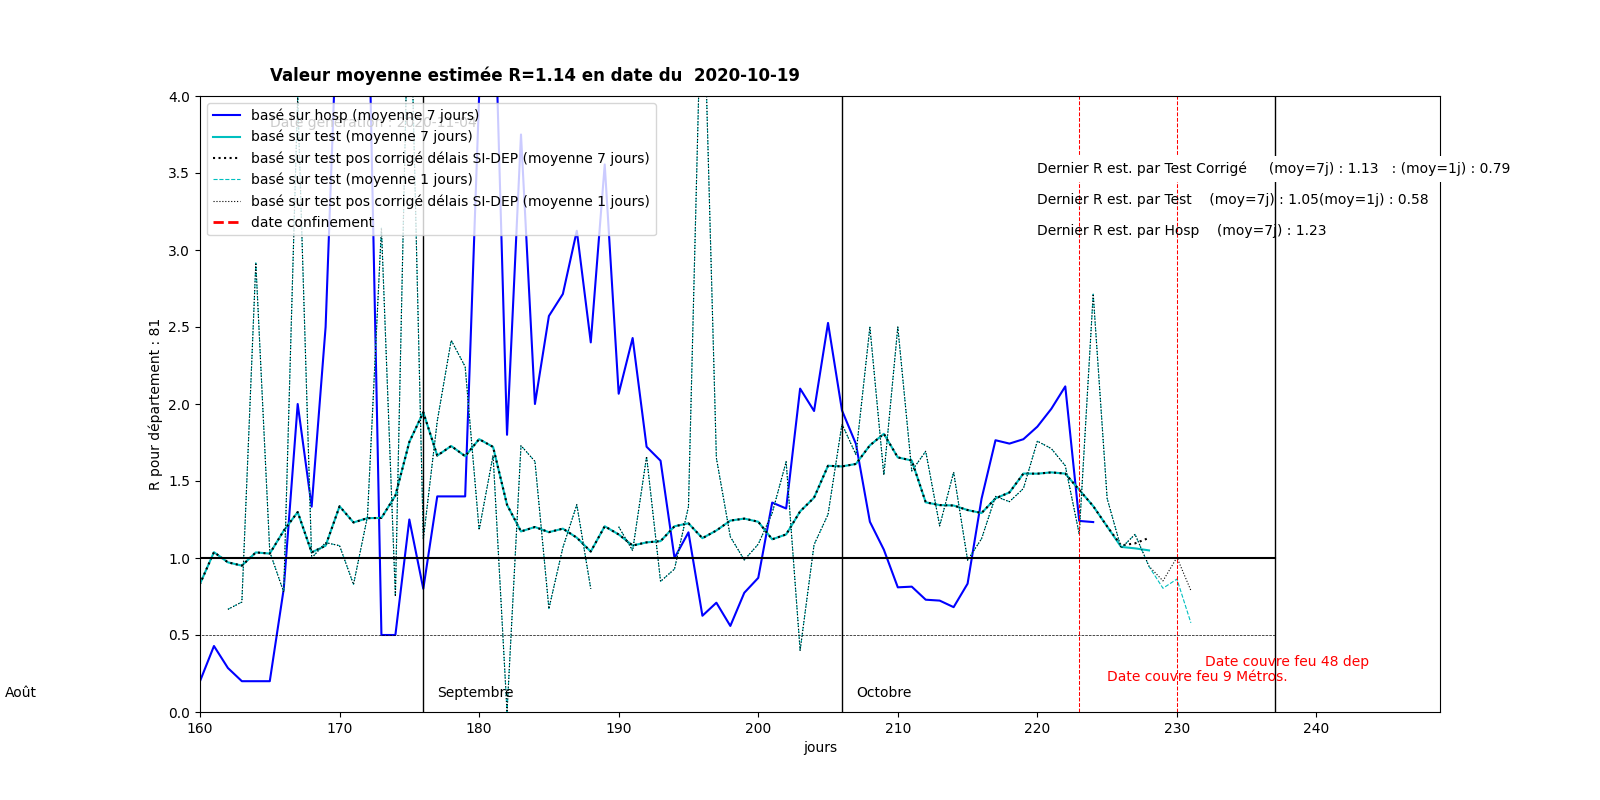 Valeur moyenne estimée R=1.14 en date du  2020-10-19
4.0
3.5
3.0
2.5
2.0
1.5
1.0
0.5
0.0
R pour département : 81
basé sur hosp (moyenne 7 jours)
Date génération : 2020-11-04
basé sur test (moyenne 7 jours)
basé sur test pos corrigé délais SI-DEP (moyenne 7 jours)
basé sur test (moyenne 1 jours)
basé sur test pos corrigé délais SI-DEP (moyenne 1 jours)
date confinement
Dernier R est. par Test Corrigé     (moy=7j) : 1.13   : (moy=1j) : 0.79
Dernier R est. par Test    (moy=7j) : 1.05(moy=1j) : 0.58
Dernier R est. par Hosp    (moy=7j) : 1.23
Date couvre feu 48 dep
Date couvre feu 9 Métros.
Août
Septembre
Octobre
160 170 180 190 200 210 220 230 240
jours